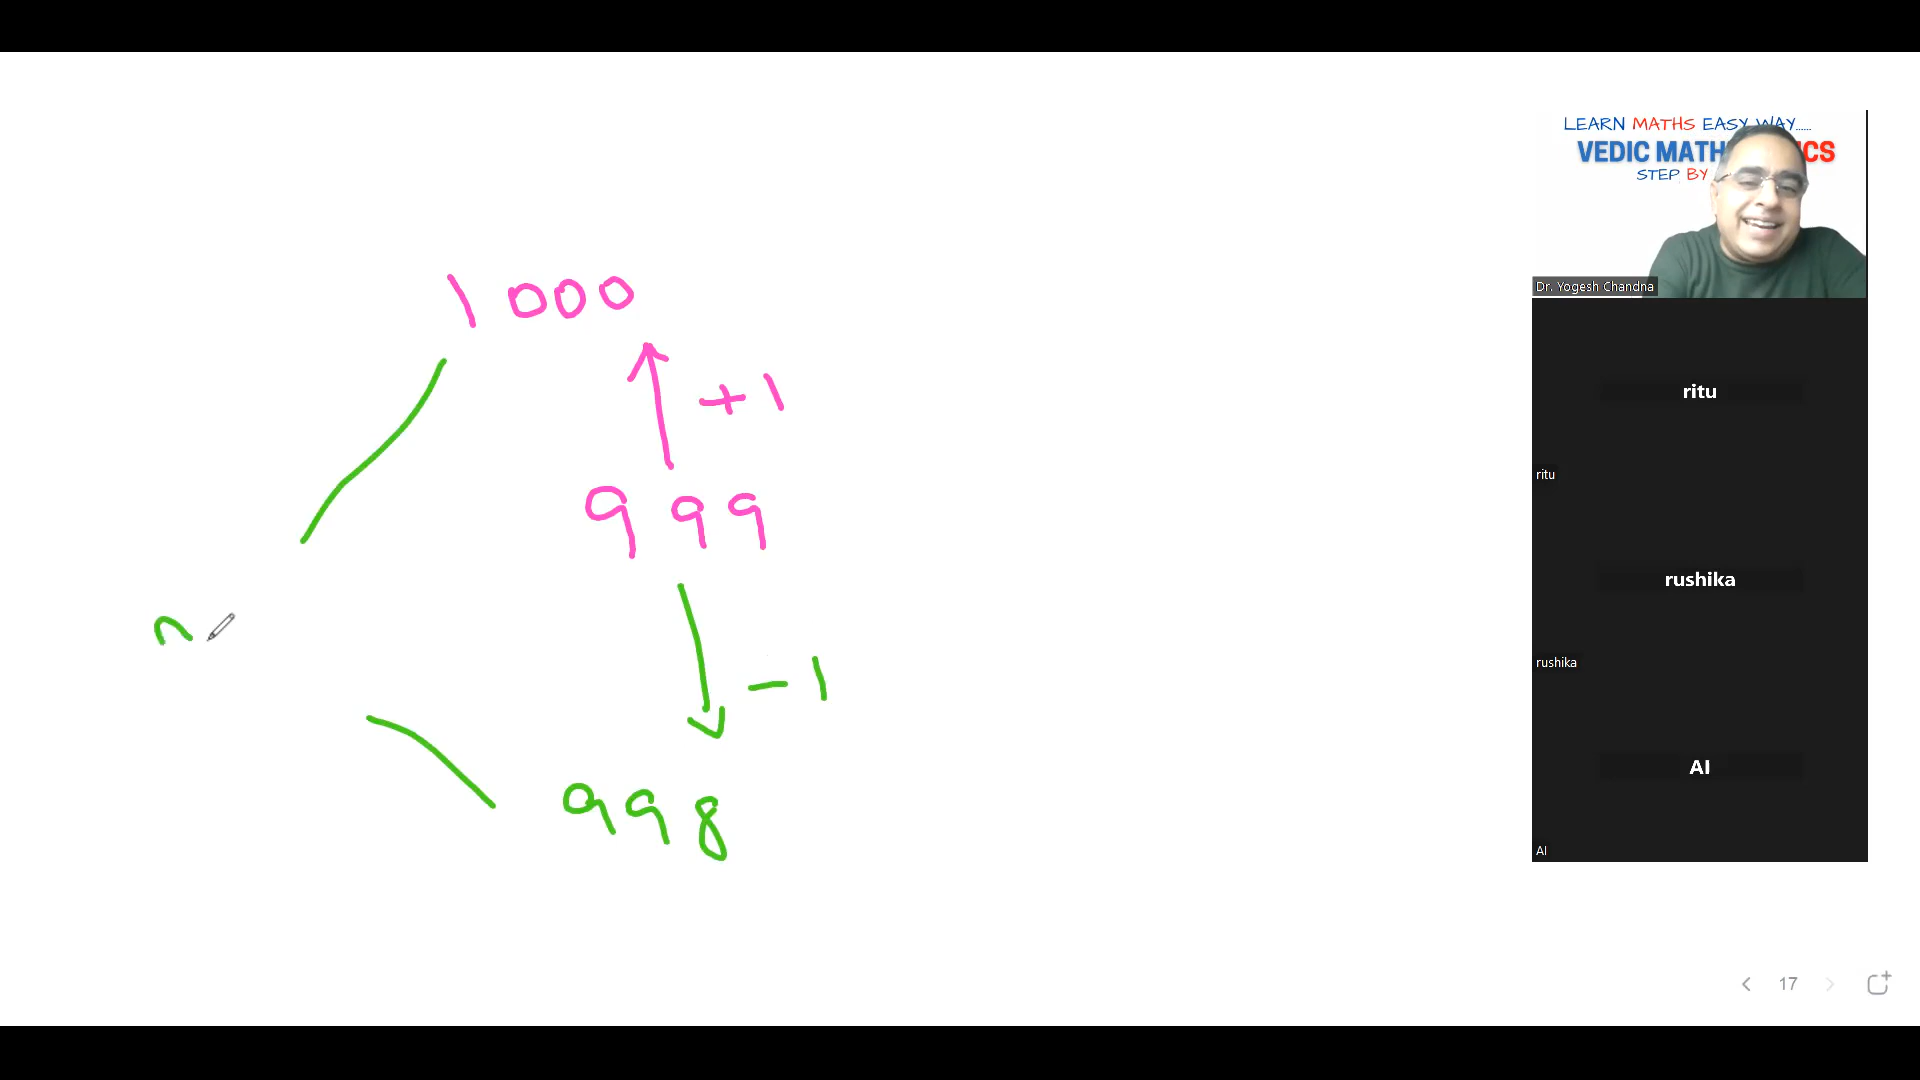 LEARN MATHS EASY WAY......
VEDIC MATH CS
STEP BY
Dr. Yogesh Chandna
1000
+1
999
n
-1
998
ritu
ritu
rushika
rushika
AI
AI
17